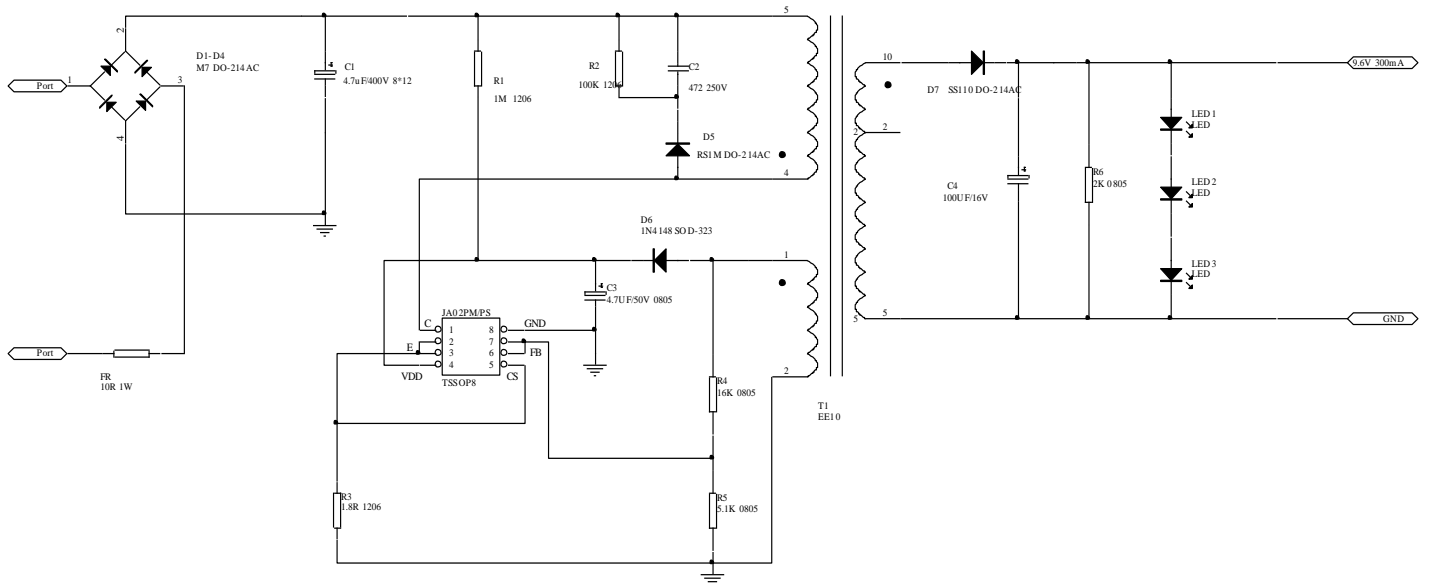 5
2
D1-D4
M7 DO-214AC
Port
1
3
4
C1
4.7uF/400V 8*12
R1
1M 1206
R2
100K 1206
C2
472 250V
D5
RS1M DO-214AC
4
10
D7 SS110 DO-214AC
9.6V 300mA
2
2
LED 1
LED
LED 2
LED
LED 3
LED
C4
100UF/16V
R6
2K 0805
5
5
GND
D6
1N4148 SOD-323
1
C3
4.7UF/50V 0805
JA02PM/PS
C
1
8
GND
2
7
E
3
6
FB
4
5
VDD
CS
TSSOP8
Port
FR
10R 1W
2
R4
16K 0805
T1
EE10
R3
1.8R 1206
R5
5.1K 0805